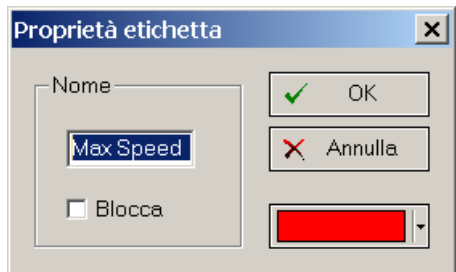 Proprietà etichetta
Nome
Max Speed
Blocca
OK
Annulla